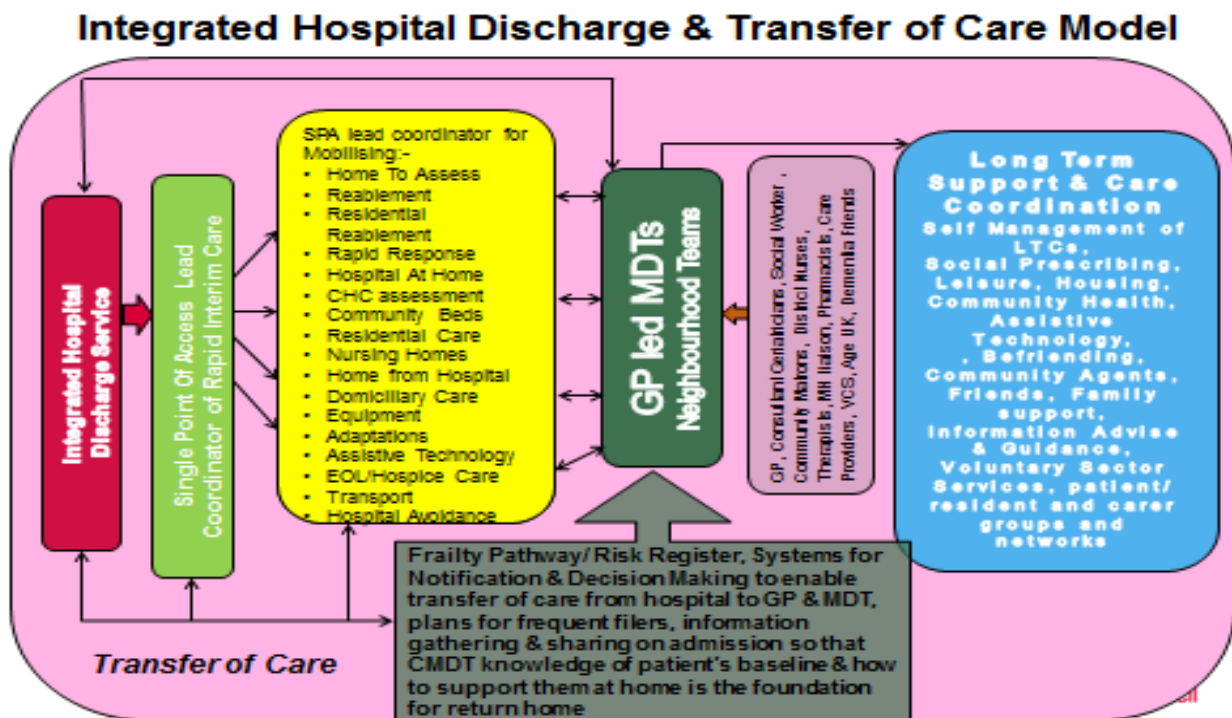 Integrated Hospital Discharge & Transfer of Care Model
Integrated Hospital
Discharge Service
Single Point Of Access Lead
Coordinator of Rapid Interim Care
SPA lead coordinator for
Mobilising:-
• Home To Assess
• Reablement
• Residential
Reablement
• Rapid Response
• Hospital At Home
• CHC assessment
• Community Beds
• Residential Care
• Nursing Homes
• Home from Hospital
• Domiciliary Care
• Equipment
• Adaptations
• Assistive Technology
• EOL/Hospice Care
• Transport
• Hospital Avoidance
GP led MDTs
Neighbourhood Teams
GP, Consultant Geriatricians, Social Worker,
Community Matrons, District Nurses,
Therapists, MH liaison, Pharmacists, Care
Providers, VCS, Age UK, Dementia Friends
Long Term
Support & Care
Coordination
Self Management of
LTCs,
Social Prescribing,
Leisure, Housing,
Community Health,
Assistive
Technology,
, Befriending,
Community Agents,
Friends, Family
support,
Information Advise
& Guidance,
Voluntary Sector
Services, patient/
resident and carer
groups and
networks
Frailty Pathway/ Risk Register, Systems for
Notification & Decision Making to enable
transfer of care from hospital to GP & MDT,
plans for frequent filers, information
gathering & sharing on admission so that
CMDT knowledge of patient's baseline & how
to support them at home is the foundation
for return home
Transfer of Care